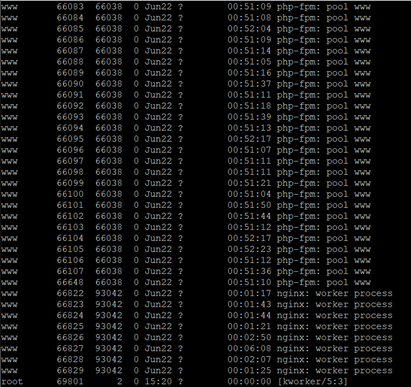 www 66083 66038 0 Jun22 ? 00:51:09 php-fpm: pool www
www 66084 66038 0 Jun22 ? 00:51:08 php-fpm: pool www
www 66085 66038 0 Jun22 ? 00:52:04 php-fpm: pool www
www 66086 66038 0 Jun22 ? 00:51:09 php-fpm: pool www
www 66087 66038 0 Jun22 ? 00:51:14 php-fpm: pool www
www 66088 66038 0 Jun22 ? 00:51:05 php-fpm: pool www
www 66089 66038 0 Jun22 ? 00:51:16 php-fpm: pool www
www 66090 66038 0 Jun22 ? 00:51:37 php-fpm: pool www
www 66091 66038 0 Jun22 ? 00:51:11 php-fpm: pool www
www 66092 66038 0 Jun22 ? 00:51:18 php-fpm: pool www
www 66093 66038 0 Jun22 ? 00:51:39 php-fpm: pool www
www 66094 66038 0 Jun22 ? 00:51:13 php-fpm: pool www
www 66095 66038 0 Jun22 ? 00:52:17 php-fpm: pool www
www 66096 66038 0 Jun22 ? 00:51:07 php-fpm: pool www
www 66097 66038 0 Jun22 ? 00:51:11 php-fpm: pool www
www 66098 66038 0 Jun22 ? 00:51:11 php-fpm: pool www
www 66099 66038 0 Jun22 ? 00:51:21 php-fpm: pool www
www 66100 66038 0 Jun22 ? 00:51:04 php-fpm: pool www
www 66101 66038 0 Jun22 ? 00:51:50 php-fpm: pool www
www 66102 66038 0 Jun22 ? 00:51:44 php-fpm: pool www
www 66103 66038 0 Jun22 ? 00:51:12 php-fpm: pool www
www 66104 66038 0 Jun22 ? 00:52:17 php-fpm: pool www
www 66105 66038 0 Jun22 ? 00:52:23 php-fpm: pool www
www 66106 66038 0 Jun22 ? 00:51:12 php-fpm: pool www
www 66107 66038 0 Jun22 ? 00:51:36 php-fpm: pool www
www 66648 66038 0 Jun22 ? 00:51:10 php-fpm: pool www
www 66822 93042 0 Jun22 ? 00:01:17 nginx: worker process
www 66823 93042 0 Jun22 ? 00:01:43 nginx: worker process
www 66824 93042 0 Jun22 ? 00:01:44 nginx: worker process
www 66825 93042 0 Jun22 ? 00:01:21 nginx: worker process
www 66826 93042 0 Jun22 ? 00:02:50 nginx: worker process
www 66827 93042 0 Jun22 ? 00:06:08 nginx: worker process
www 66828 93042 0 Jun22 ? 00:02:07 nginx: worker process
www 66829 93042 0 Jun22 ? 00:01:25 nginx: worker process
root 69801 2 0 15:20 ? 00:00:00 [kworker/5:3]